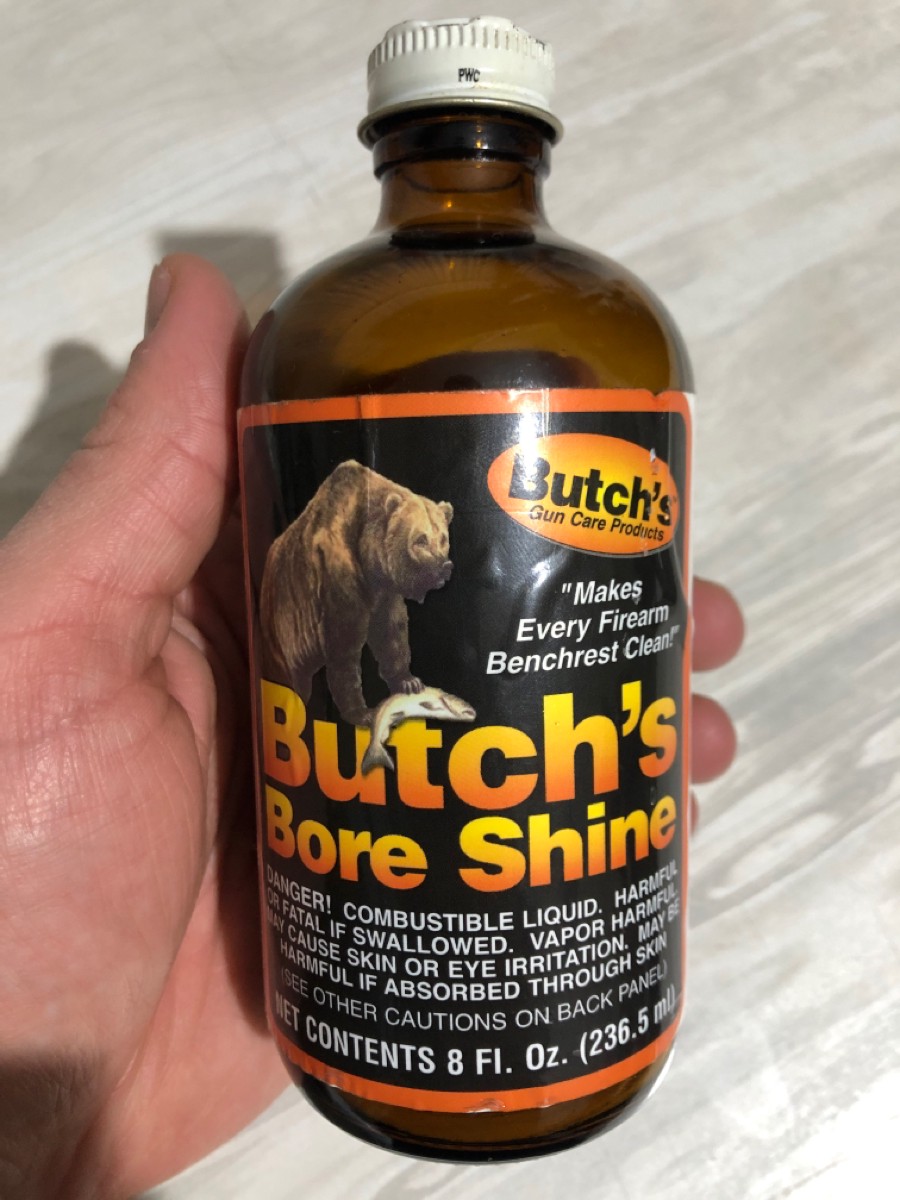 PWC
Butch's™
Gun Care Products
"Makes
Every Firearm
Benchrest Clean!"
Butch's
Bore Shine
DANGER! COMBUSTIBLE LIQUID. HARMFUL
OR FATAL IF SWALLOWED. VAPOR HARMFUL.
MAY CAUSE SKIN OR EYE IRRITATION. MAY BE
HARMFUL IF ABSORBED THROUGH SKIN
(SEE OTHER CAUTIONS ON BACK PANEL)
NET CONTENTS 8 Fl. Oz. (236.5 ml)